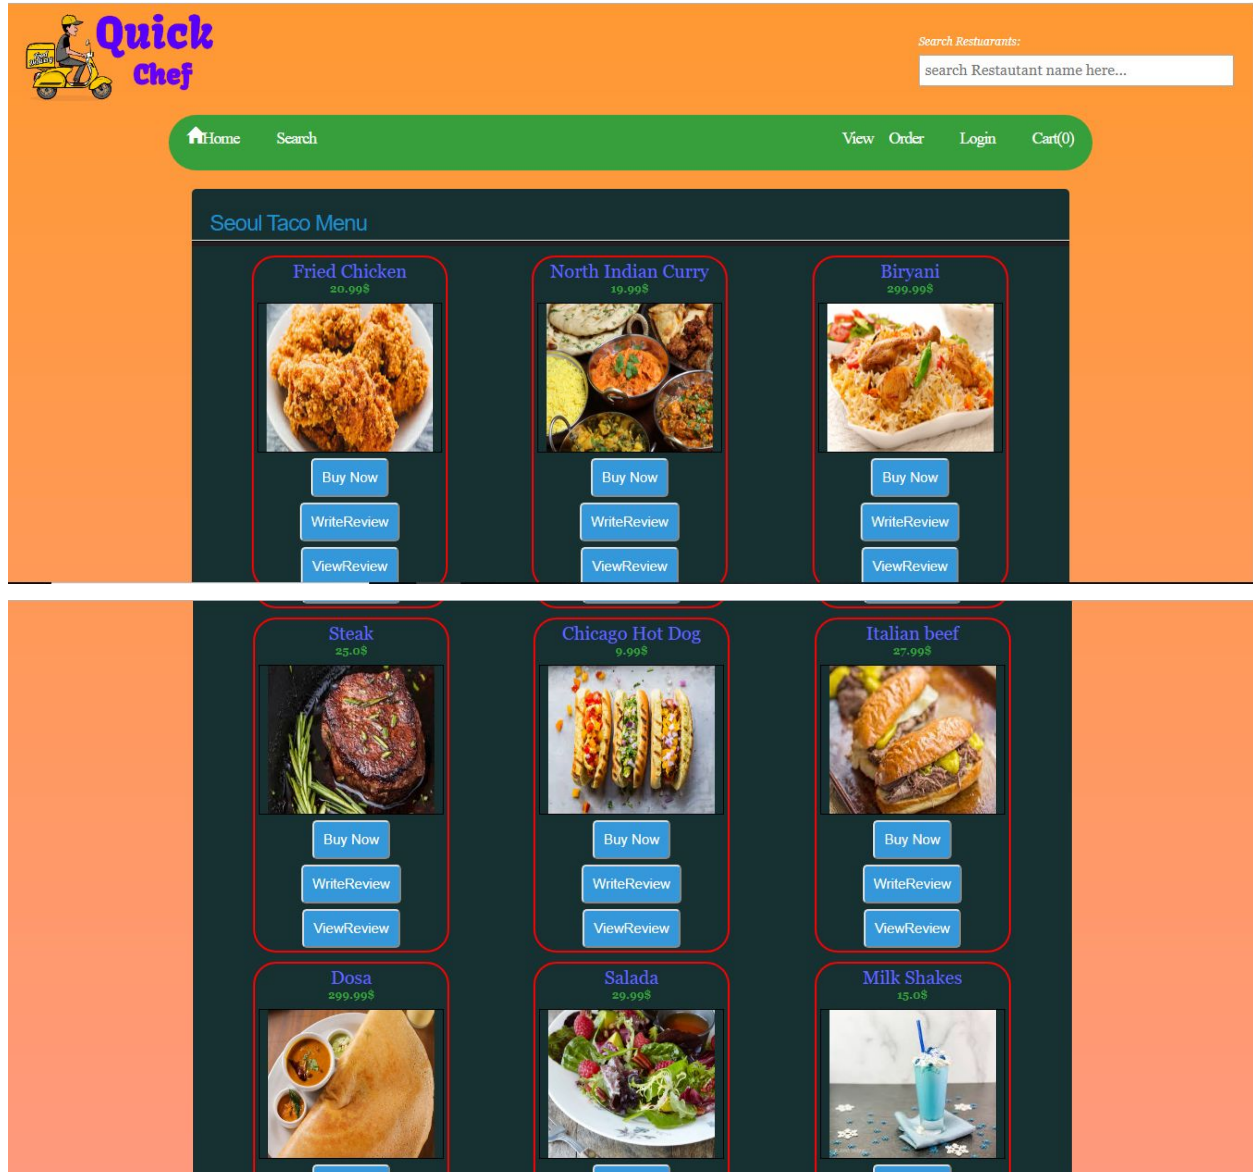 Quick
Chef
Search Restuarants:
search Restautant name here...
Home Search View Order Login Cart(0)
Seoul Taco Menu
Fried Chicken North Indian Curry Biryani
20.99$ 19.99$ 299.99$
Buy Now Buy Now Buy Now
WriteReview WriteReview WriteReview
ViewReview ViewReview ViewReview
Steak Chicago Hot Dog Italian beef
25.0$ 9.99$ 27.99$
Buy Now Buy Now Buy Now
WriteReview WriteReview WriteReview
ViewReview ViewReview ViewReview
Dosa Salada Milk Shakes
299.99$ 29.99$ 15.0$